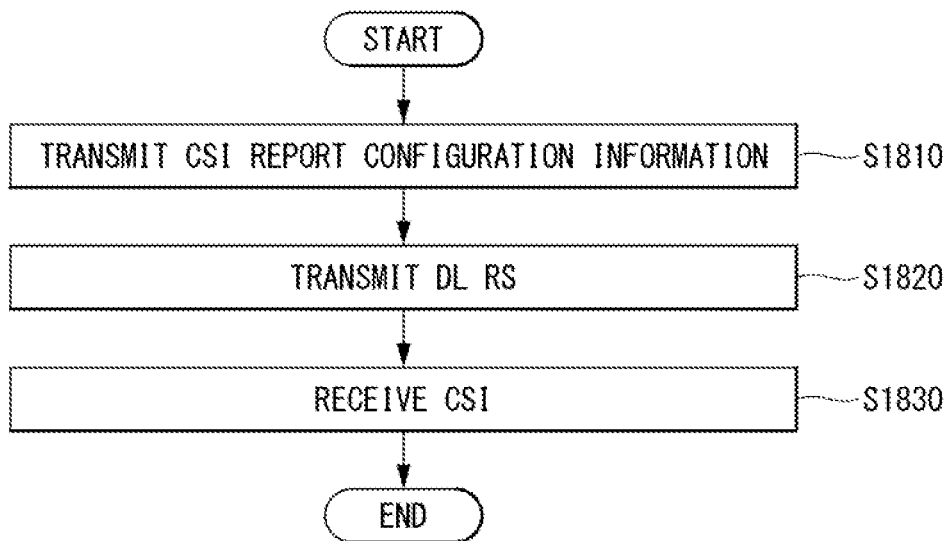 START
TRANSMIT CSI REPORT CONFIGURATION INFORMATION
S1810
TRANSMIT DL RS
S1820
RECEIVE CSI
S1830
END